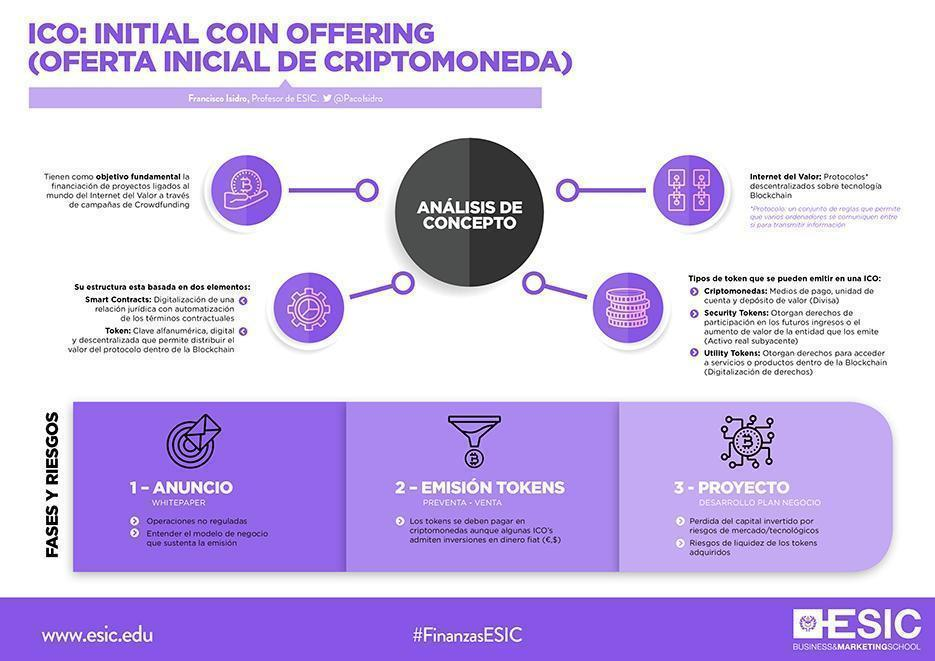 ICO: INITIAL COIN OFFERING
(OFERTA INICIAL DE CRIPTOMONEDA)
Francisco Isidro, Profesor de ESIC. @PacoIsidro
Tienen como objetivo fundamental la
financiación de proyectos ligados al
mundo del Internet del Valor a través
de campañas de Crowdfunding
ANÁLISIS DE
CONCEPTO
Internet del Valor: Protocolos*
descentralizados sobre tecnología
Blockchain
*Protocolo: un conjunto de reglas que permite
que varios ordenadores se comuniquen entre
si para transmitir información
Su estructura esta basada en dos elementos:
Smart Contracts: Digitalización de una
relación jurídica con automatización
de los términos contractuales
Token: Clave alfanumérica, digital
y descentralizada que permite distribuir el
valor del protocolo dentro de la Blockchain
Tipos de token que se pueden emitir en una ICO:
Criptomonedas: Medios de pago, unidad de
cuenta y depósito de valor (Divisa)
Security Tokens: Otorgan derechos de
participación en los futuros ingresos o el
aumento de valor de la entidad que los emite
(Activo real subyacente)
Utility Tokens: Otorgan derechos para acceder
a servicios o productos dentro de la Blockchain
(Digitalización de derechos)
FASES Y RIESGOS
1 – ANUNCIO
WHITEPAPER
Operaciones no reguladas
Entender el modelo de negocio
que sustenta la emisión
2 – EMISIÓN TOKENS
PREVENTA - VENTA
Los tokens se deben pagar en
criptomonedas aunque algunas ICO's
admiten inversiones en dinero fiat (€,$)
3 - PROYECTO
DESARROLLO PLAN NEGOCIO
Perdida del capital invertido por
riesgos de mercado/tecnológicos
Riesgos de liquidez de los tokens
adquiridos
www.esic.edu
#FinanzasESIC
ESIC
BUSINESS&MARKETINGSCHOOL